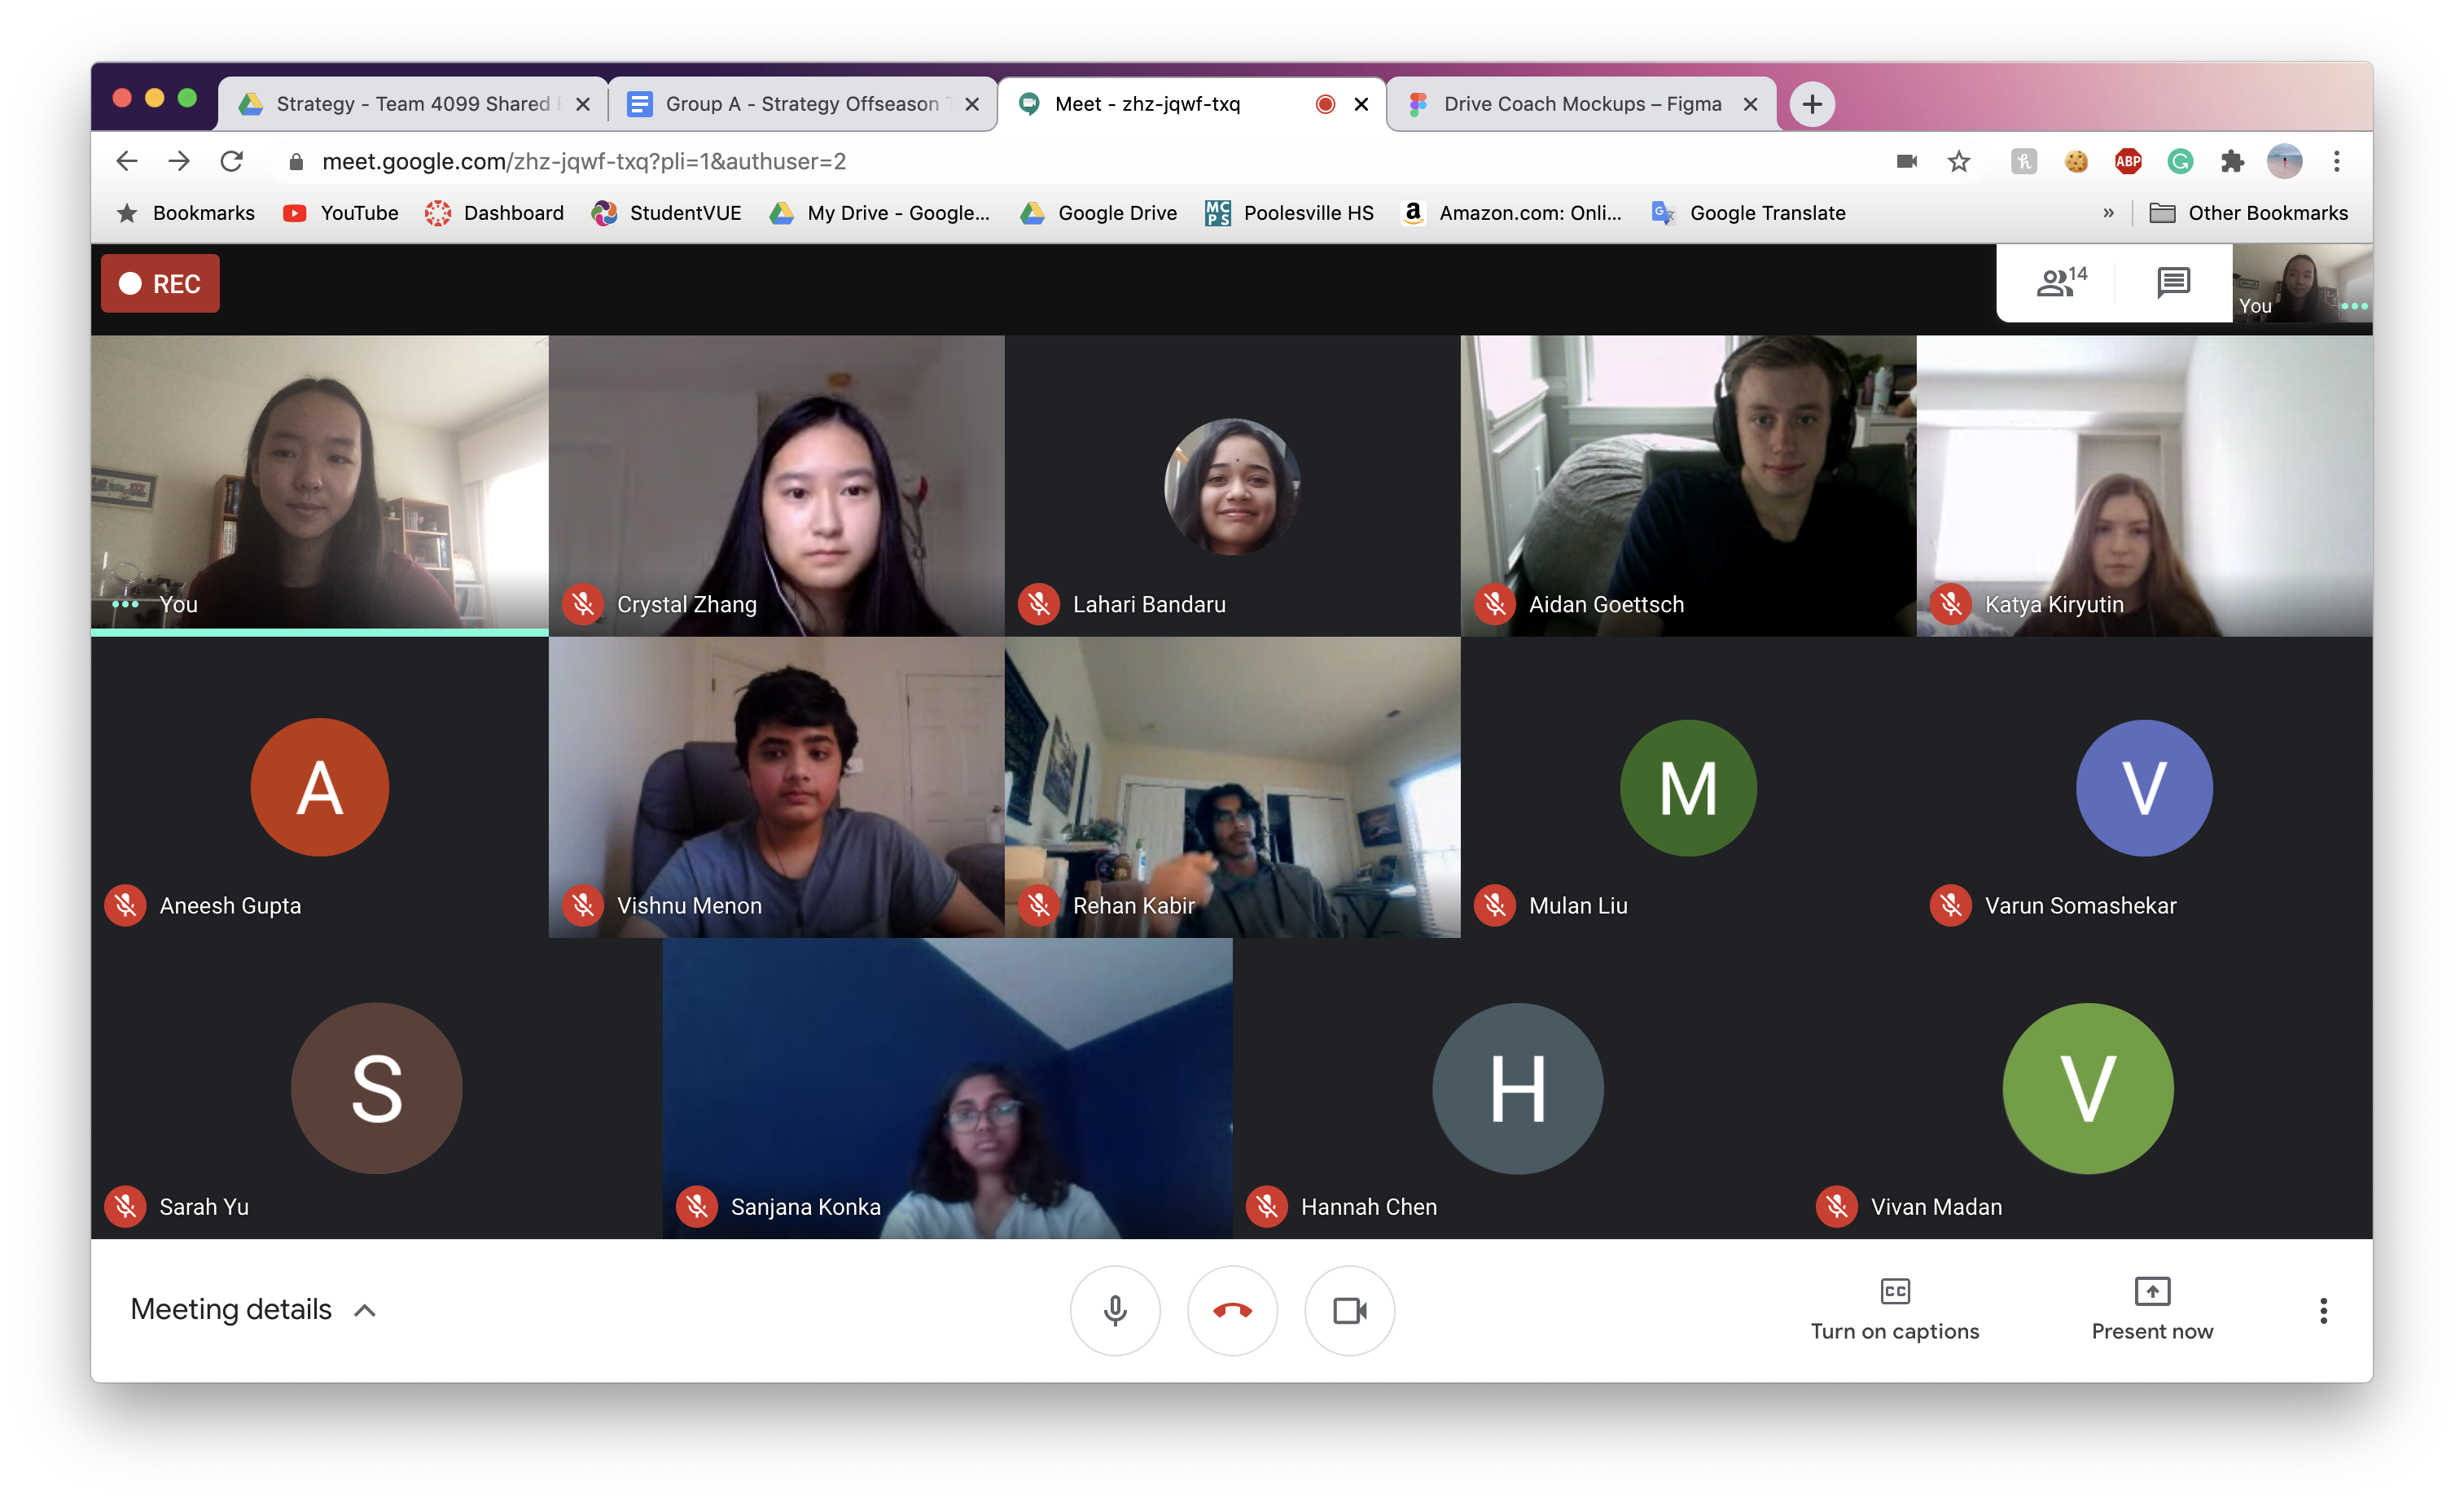 Strategy - Team 4099 Shared
Group A - Strategy Offseason
Meet - zhz-jqwf-txq
Drive Coach Mockups – Figma
meet.google.com/zhz-jqwf-txq?pli=1&authuser=2
ABP
Bookmarks
YouTube
Dashboard
StudentVUE
My Drive - Google...
Google Drive
MC
PS
Poolesville HS
Amazon.com: Onli...
Google Translate
»
Other Bookmarks
REC
14
You
You
Crystal Zhang
Lahari Bandaru
Aidan Goettsch
Katya Kiryutin
A
M
V
Aneesh Gupta
Vishnu Menon
Rehan Kabir
Mulan Liu
Varun Somashekar
S
H
V
Sarah Yu
Sanjana Konka
Hannah Chen
Vivan Madan
Meeting details
CC
Turn on captions
Present now